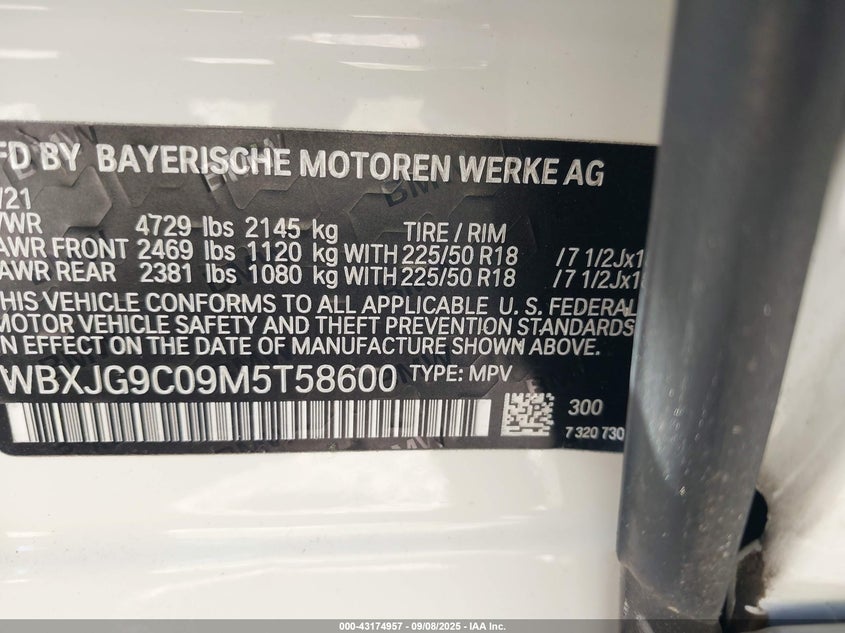 FD BY BAYERISCHE MOTOREN WERKE AG
/21
VWR 4729 lbs 2145 kg TIRE / RIM
AWR FRONT 2469 lbs 1120 kg WITH 225/50 R18 /7 1/2Jx1
AWR REAR 2381 lbs 1080 kg WITH 225/50 R18 /7 1/2Jx18
HIS VEHICLE CONFORMS TO ALL APPLICABLE U. S. FEDERAL
MOTOR VEHICLE SAFETY AND THEFT PREVENTION STANDARDS
N EFFECT ON THE DATE OF MANUFACTURE SHOWN ABOVE.
WBXJG9C09M5T58600 TYPE: MPV
300
7 320 730
000-43174957 - 09/08/2025 - IAA Inc.